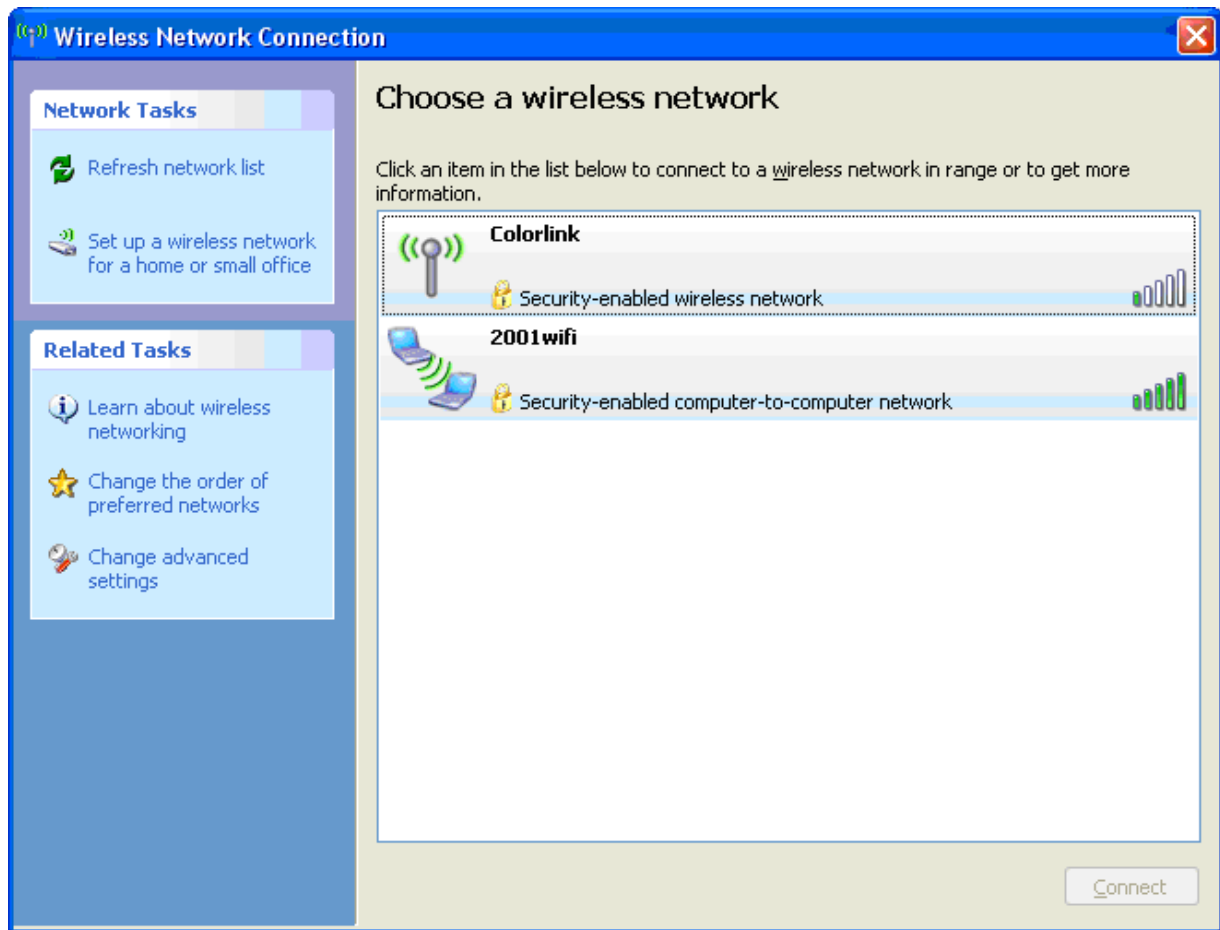 Wireless Network Connection
Network Tasks
Refresh network list
Set up a wireless network
for a home or small office
Related Tasks
Learn about wireless
networking
Change the order of
preferred networks
Change advanced
settings
Choose a wireless network
Click an item in the list below to connect to a wireless network in range or to get more
information.
Colorlink
Security-enabled wireless network
2001wifi
Security-enabled computer-to-computer network
Connect